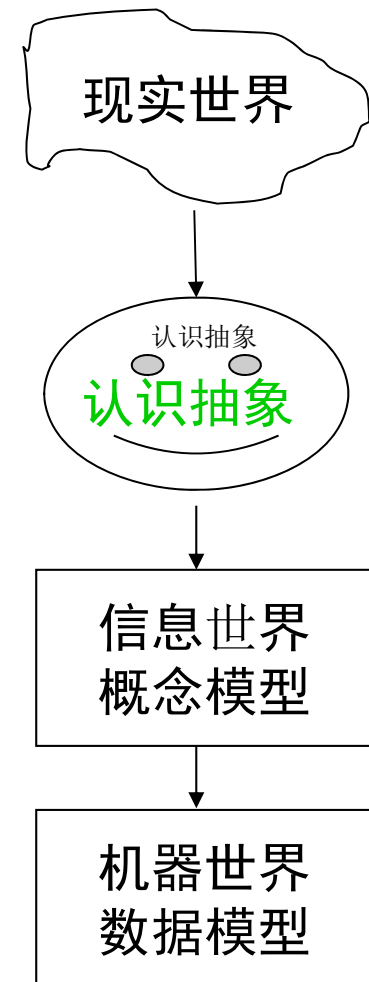 现实世界
认识抽象
认识抽象
信息世界
概念模型
机器世界
数据模型